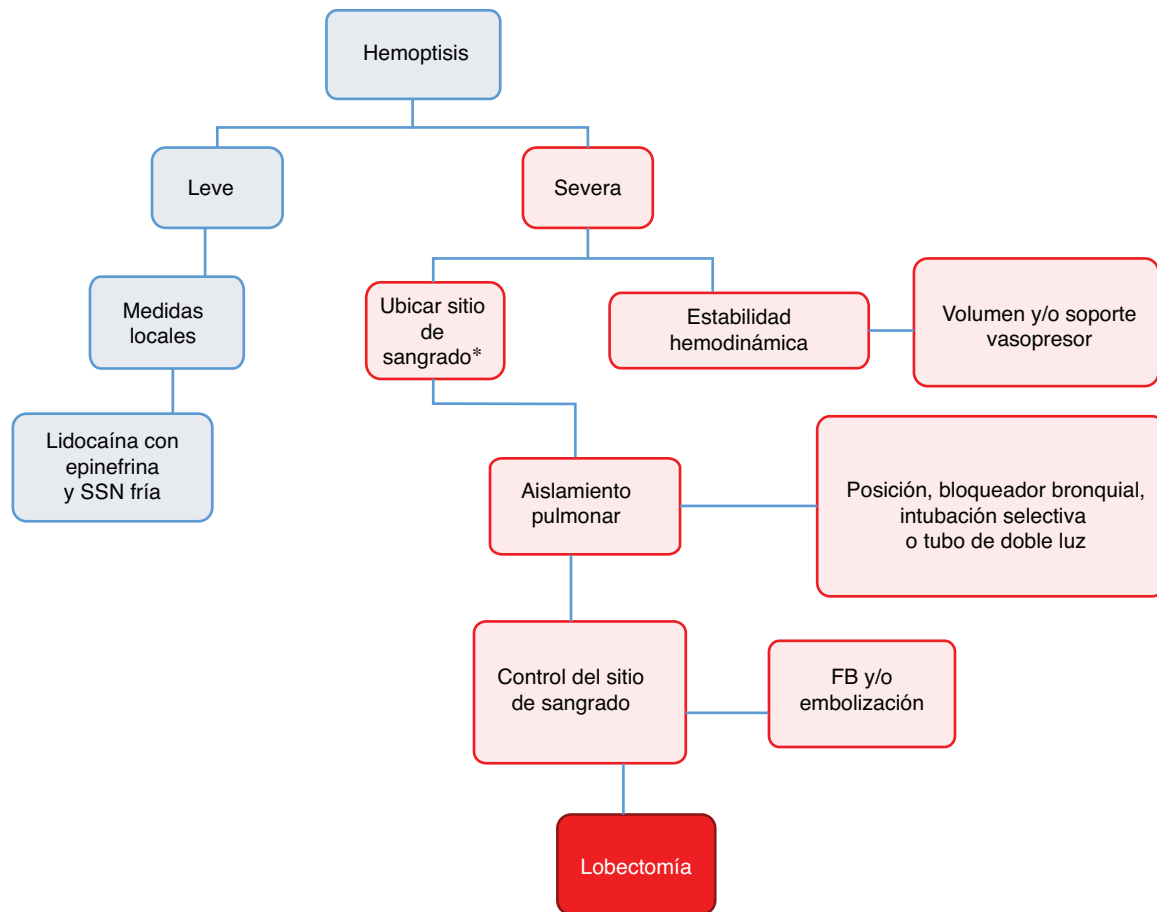 Hemoptisis
Leve
Severa
Medidas
locales
Ubicar sitio
de
sangrado*
Estabilidad
hemodinámica
Volumen y/o soporte
vasopresor
Lidocaína con
epinefrina
y SSN fría
Aislamiento
pulmonar
Posición, bloqueador bronquial,
intubación selectiva
o tubo de doble luz
Control del sitio
de sangrado
FB y/o
embolización
Lobectomía